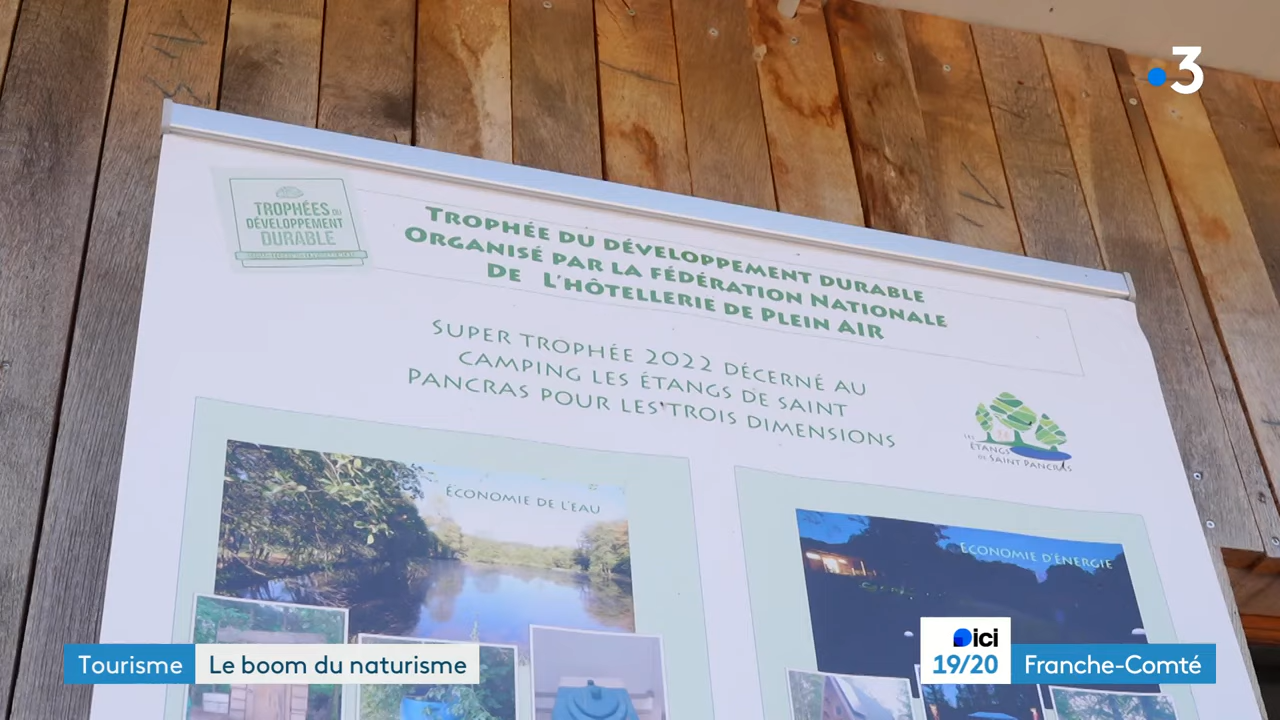 3
TROPHÉES DU
DÉVELOPPEMENT
DURABLE
TROPHÉE DU DÉVELOPPEMENT DURABLE
ORGANISÉ PAR LA FÉDÉRATION NATIONALE
DE L'HÔTELLERIE DE PLEIN AIR
SUPER TROPHÉE 2022 DÉCERNÉ AU
CAMPING LES ÉTANGS DE SAINT
PANCRAS POUR LES TROIS DIMENSIONS
LES
ÉTANGS
DE SAINT PANCRAS
ÉCONOMIE DE L'EAU
ÉCONOMIE D'ÉNERGIE
Tourisme
Le boom du naturisme
ici
19/20
Franche-Comté